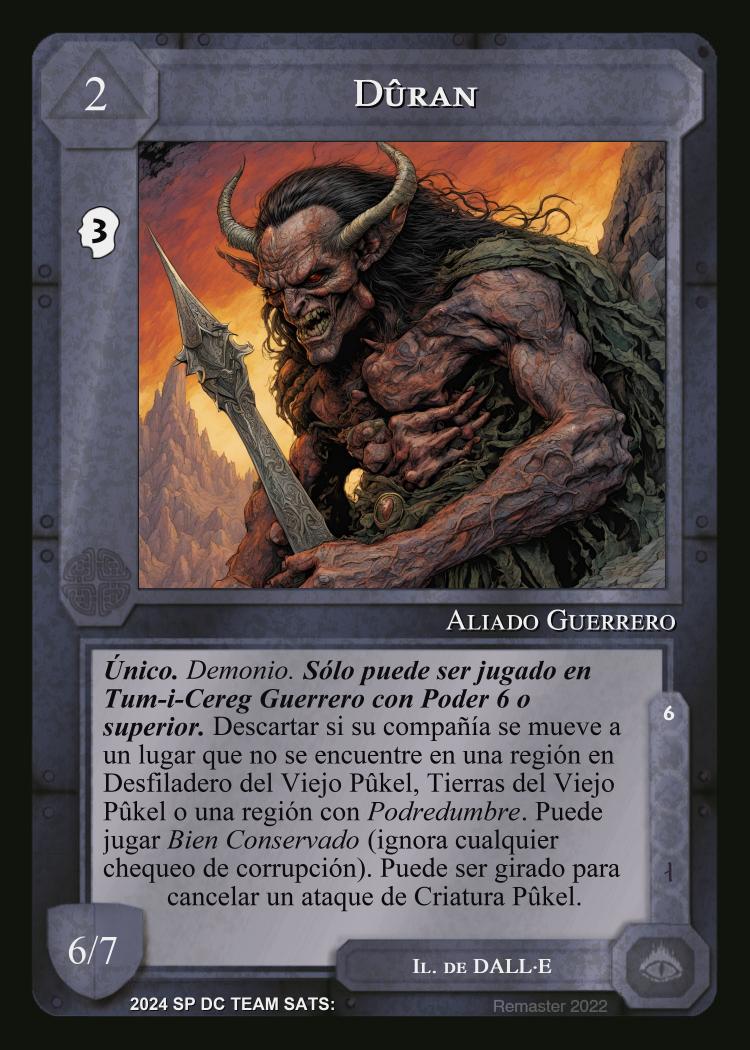 2
DÛRAN
3
ALIADO GUERRERO
Único. Demonio. Sólo puede ser jugado en
Tum-i-Cereg Guerrero con Poder 6 o
superior. Descartar si su compañía se mueve a
un lugar que no se encuentre en una región en
Desfiladero del Viejo Pûkel, Tierras del Viejo
Pûkel o una región con Podredumbre. Puede
jugar Bien Conservado (ignora cualquier
chequeo de corrupción). Puede ser girado para
cancelar un ataque de Criatura Pûkel.
6
6/7
IL. DE DALL·E
2024 SP DC TEAM SATS:
Remaster 2022